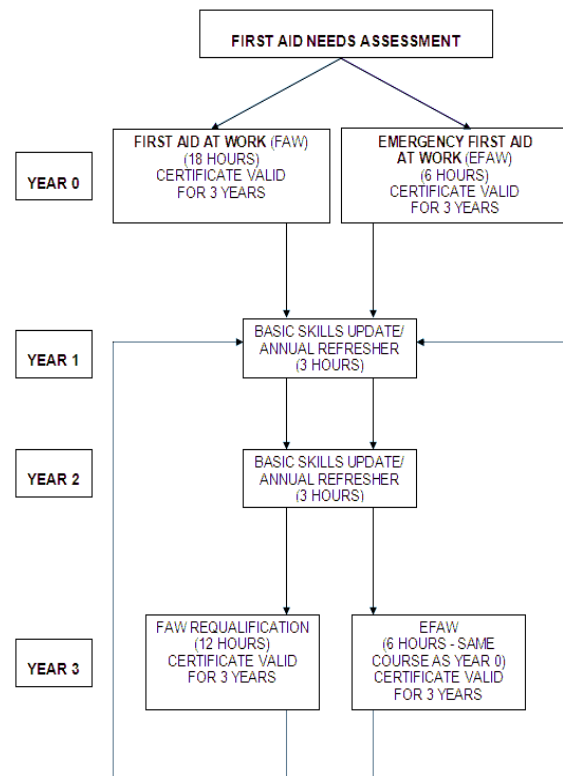 FIRST AID NEEDS ASSESSMENT
FIRST AID AT WORK (FAW)
(18 HOURS)
CERTIFICATE VALID
FOR 3 YEARS
EMERGENCY FIRST AID
AT WORK (EFAW)
(6 HOURS)
CERTIFICATE VALID
FOR 3 YEARS
YEAR 0
BASIC SKILLS UPDATE/
ANNUAL REFRESHER
(3 HOURS)
YEAR 1
BASIC SKILLS UPDATE/
ANNUAL REFRESHER
(3 HOURS)
YEAR 2
FAW REQUALIFICATION
(12 HOURS)
CERTIFICATE VALID
FOR 3 YEARS
EFAW
(6 HOURS - SAME
COURSE AS YEAR 0)
CERTIFICATE VALID
FOR 3 YEARS
YEAR 3